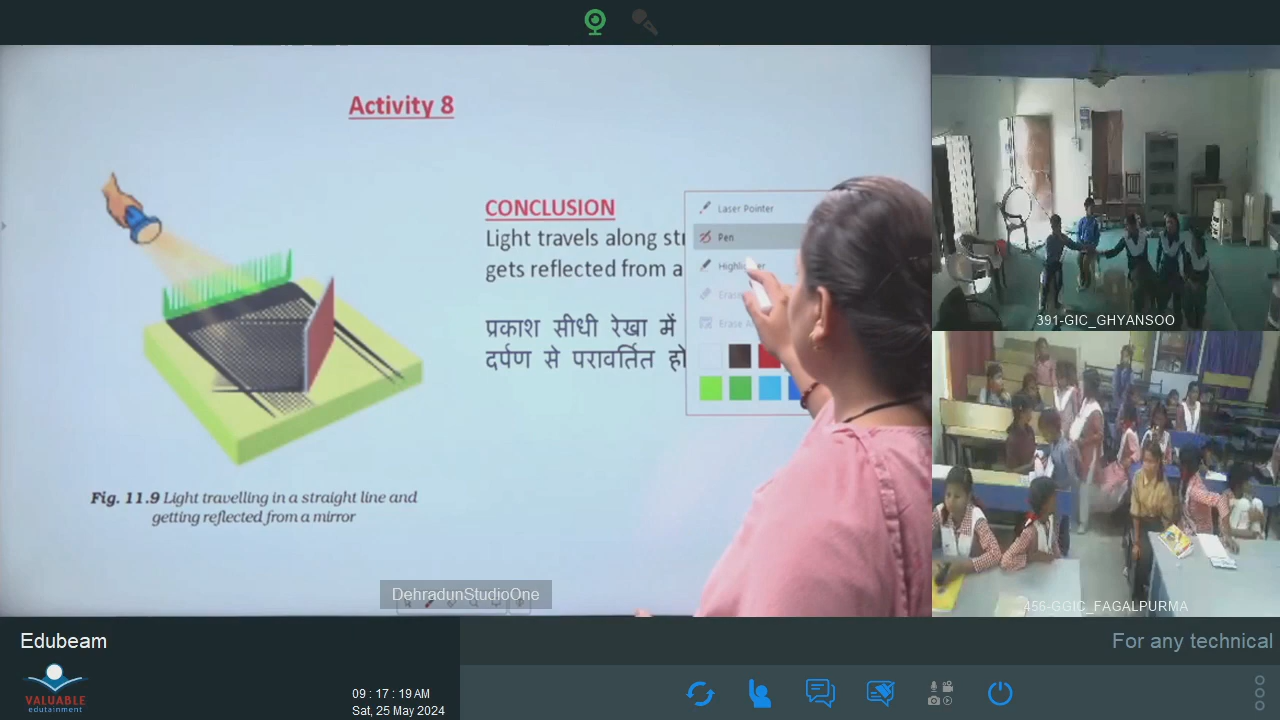 Activity 8
CONCLUSION
Light travels along
gets reflected from a
प्रकाश सीधी रेखा में
दर्पण से परावर्तित
Laser Pointer
Pen
Fig. 11.9 Light travelling in a straight line and
getting reflected from a mirror
DehradunStudioOne
391-GIC_GHYANSOO
456-GGIC_FAGALPURMA
Edubeam
VALUABLE
edutainment
09 : 17 : 19 AM
Sat, 25 May 2024
For any technical